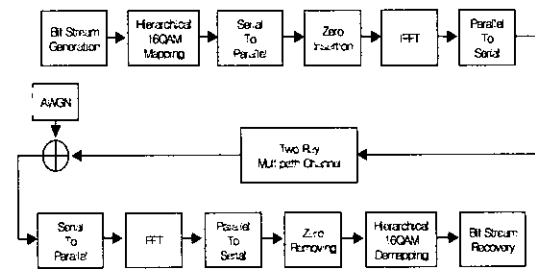 Bit Stream
Generation
Hierarchical
16QAM
Mapping
Serial
To
Parallel
Zero
Insertion
IFFT
Parallel
To
Serial
AWGN
Two Ray
Multipath Channel
Serial
To
Parallel
FFT
Parallel
To
Serial
Zero
Removing
Hierarchical
16QAM
Demapping
Bit Stream
Recovery